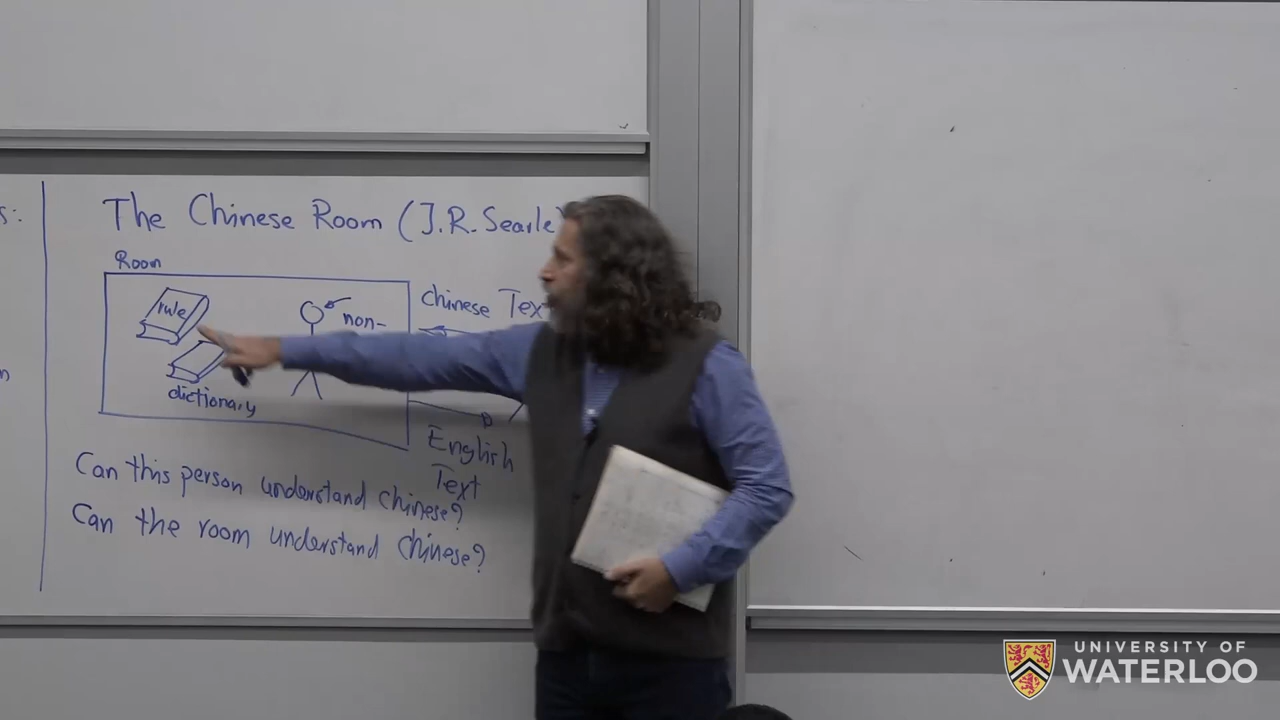 s:
The Chinese Room (J.R. Searle
Room
rule
non-
chinese Text
dictionary
English
Text
Can this person understand chinese?
Can the room understand chinese?
n
UNIVERSITY OF
WATERLOO